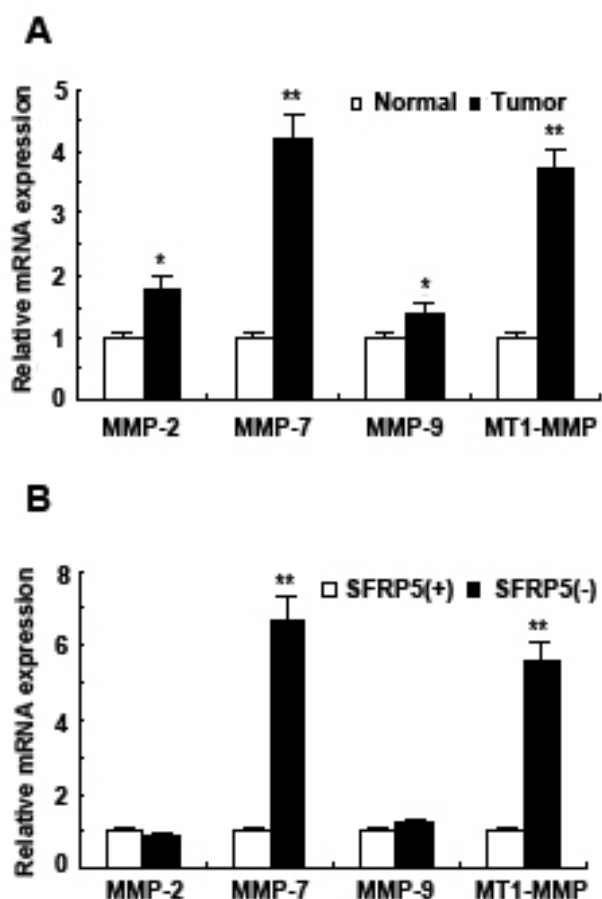 A
Relative mRNA expression
5
4
3
2
1
0
Normal Tumor
*
**
*
**
MMP-2 MMP-7 MMP-9 MT1-MMP
B
Relative mRNA expression
8
6
4
2
0
SFRP5(+) SFRP5(-)
**
**
MMP-2 MMP-7 MMP-9 MT1-MMP